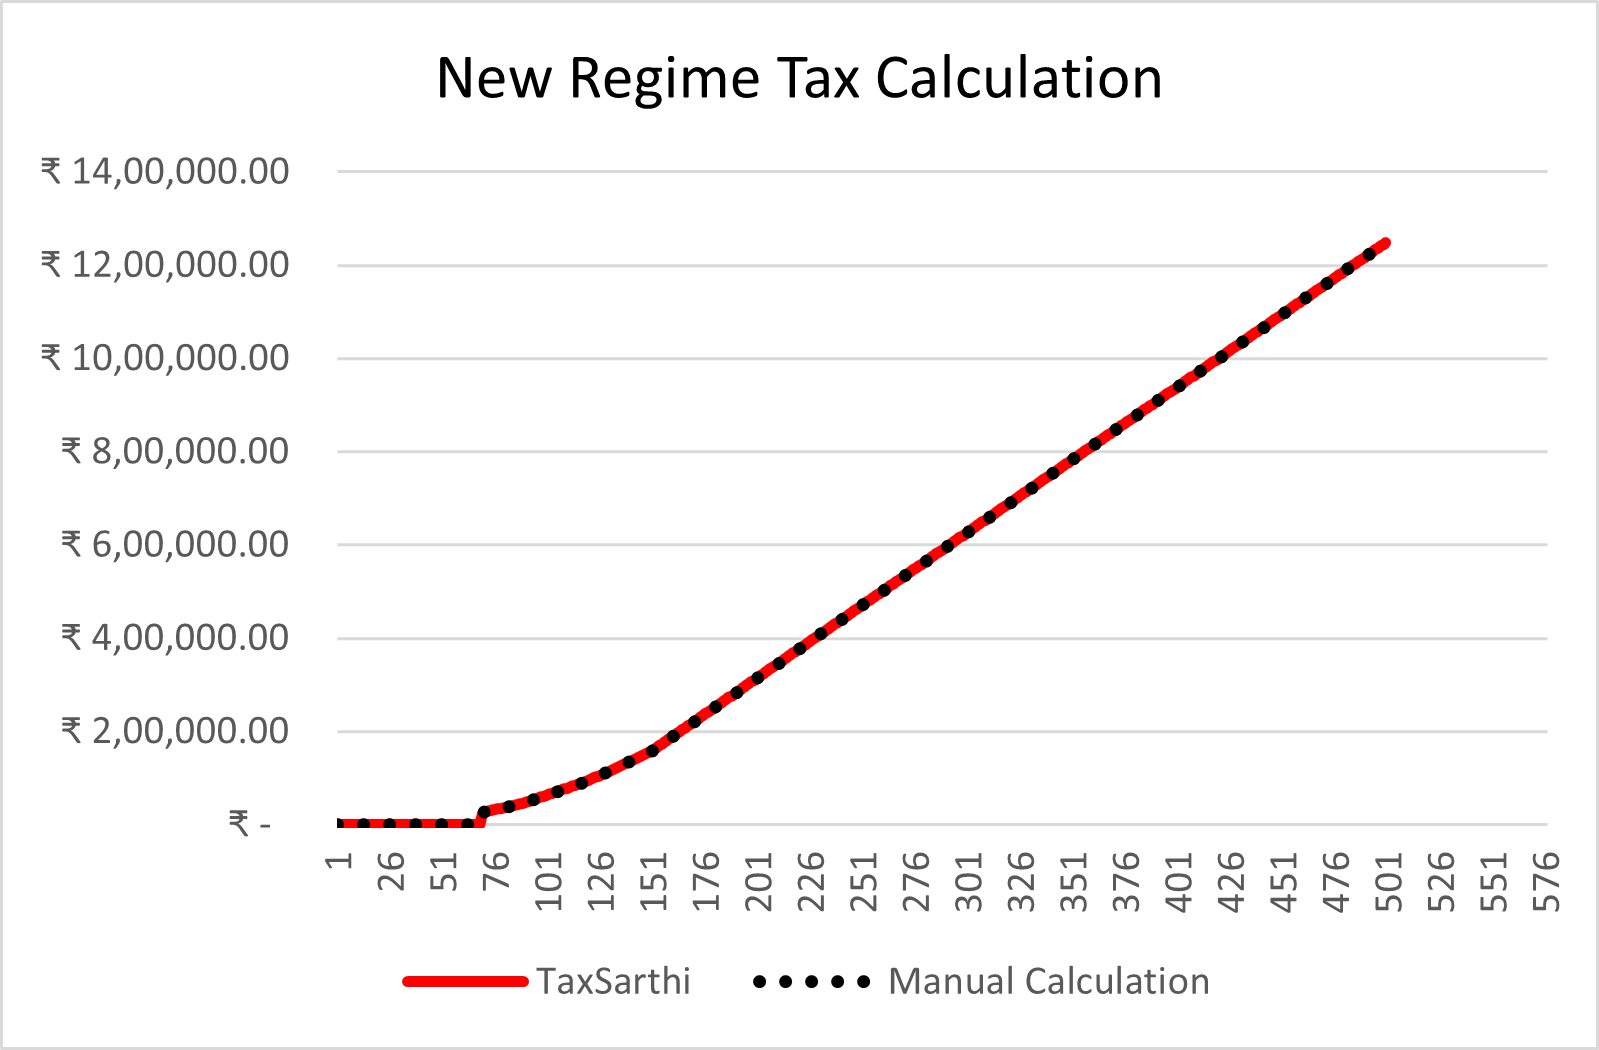 New Regime Tax Calculation
₹ 14,00,000.00
₹ 12,00,000.00
₹ 10,00,000.00
₹ 8,00,000.00
₹ 6,00,000.00
₹ 4,00,000.00
₹ 2,00,000.00
₹ -
1 26 51 76 101 126 151 176 201 226 251 276 301 326 351 376 401 426 451 476 501 526 551 576
TaxSarthi Manual Calculation